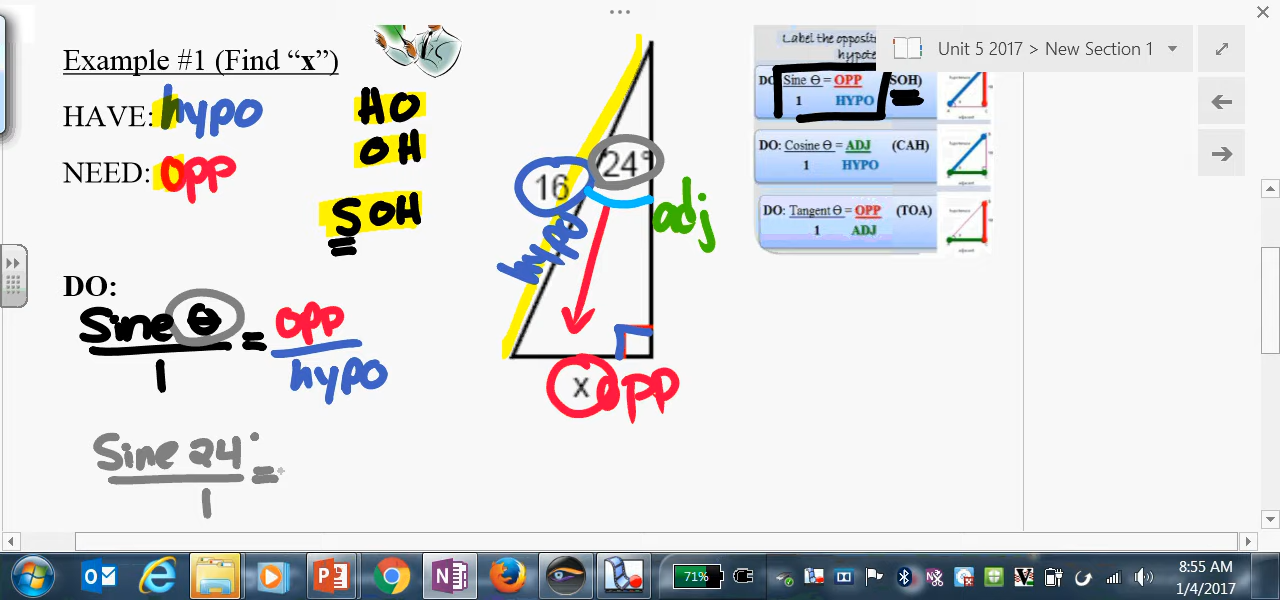 Example #1 (Find “x”)
HAVE: hypo
NEED: opp
HO
OH
SOH
DO:
Sine Θ = opp
1 hypo
Sine 24° =
1
16
24°
hypo
adj
x opp
Label the opposit
hypote
DO: Sine Θ = OPP (SOH)
1 HYPO
DO: Cosine Θ = ADJ (CAH)
1 HYPO
DO: Tangent Θ = OPP (TOA)
1 ADJ
Unit 5 2017 > New Section 1
71%
8:55 AM
1/4/2017